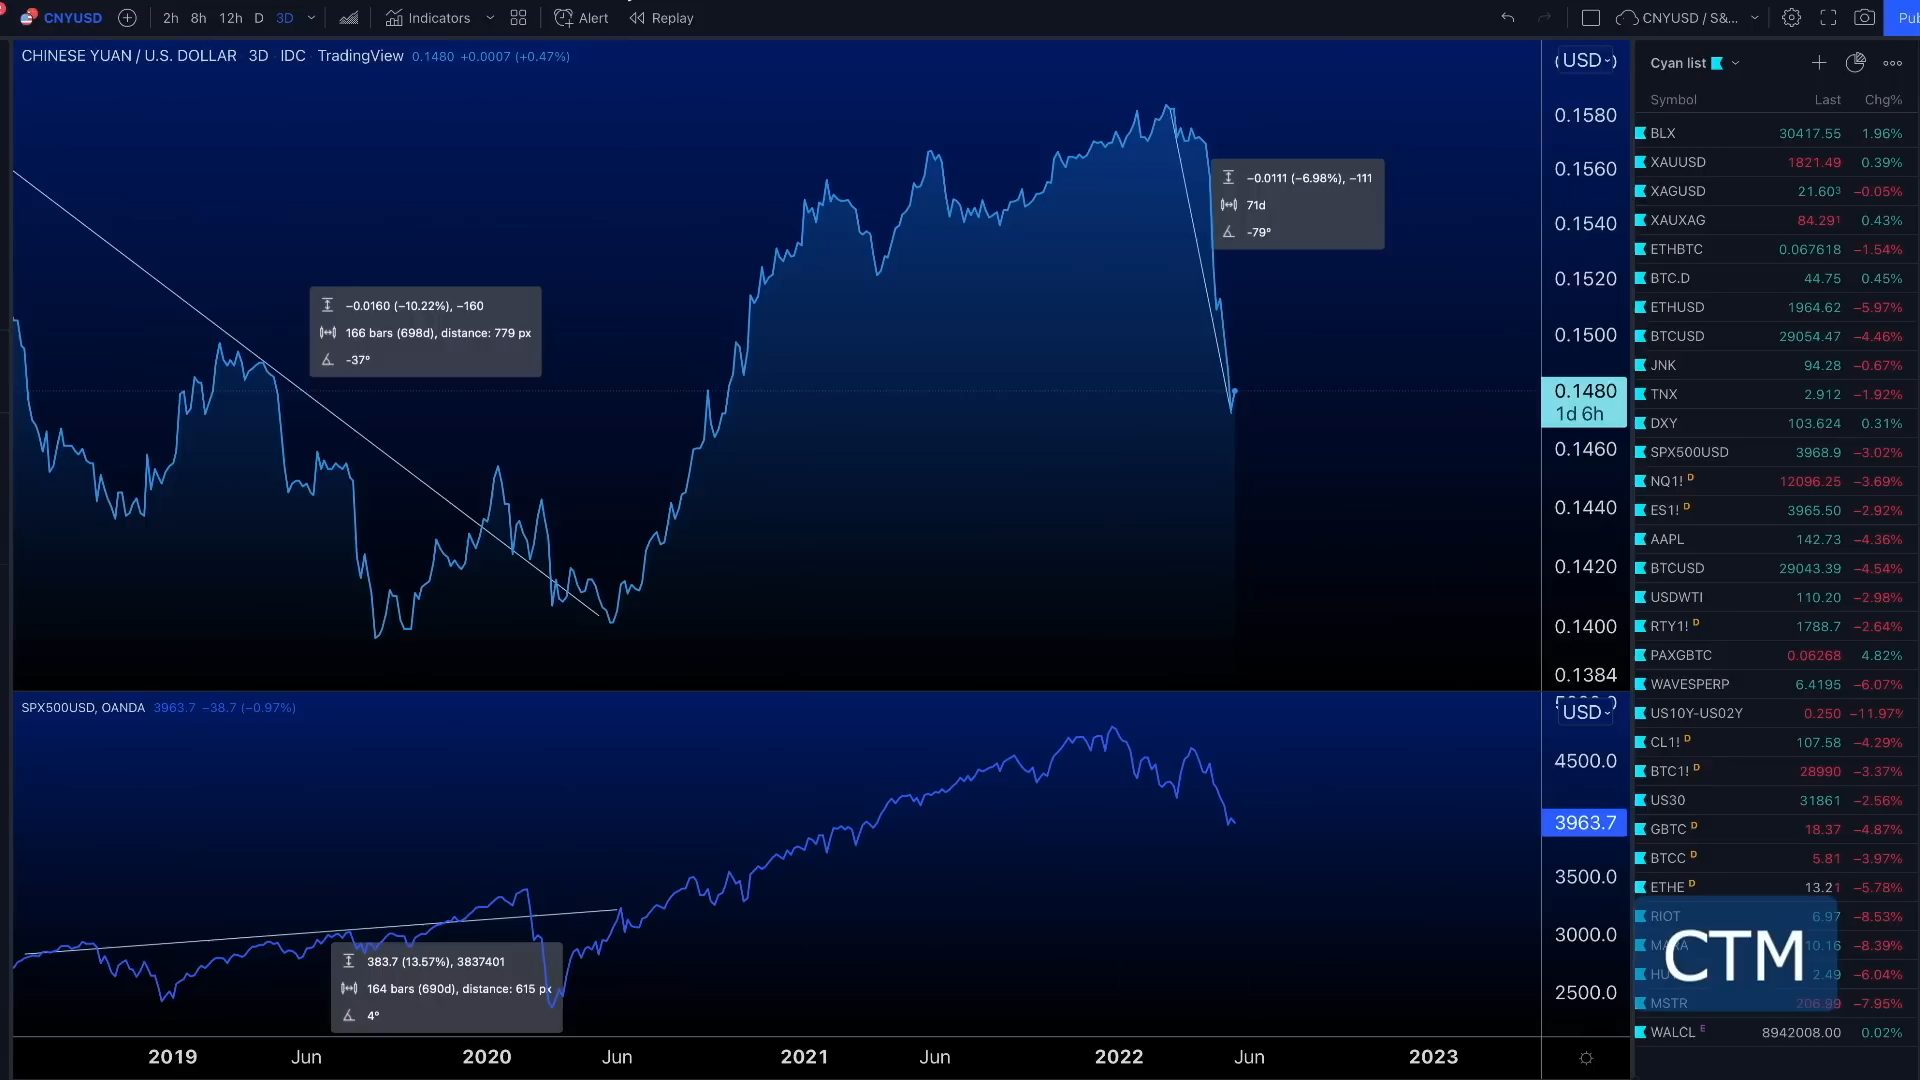 CNYUSD 2h 8h 12h D 3D Indicators Alert Replay CNYUSD / S&... Pub
CHINESE YUAN / U.S. DOLLAR 3D IDC TradingView 0.1480 +0.0007 (+0.47%)
−0.0111 (−6.98%), −111
71d
-79°
−0.0160 (−10.22%), −160
166 bars (698d), distance: 779 px
-37°
USD
0.1580
0.1560
0.1540
0.1520
0.1500
0.1480
1d 6h
0.1460
0.1440
0.1420
0.1400
0.1384
SPX500USD, OANDA 3963.7 −38.7 (−0.97%)
383.7 (13.57%), 3837401
164 bars (690d), distance: 615 px
4°
USD
4500.0
3963.7
3500.0
3000.0
2500.0
2019 Jun 2020 Jun 2021 Jun 2022 Jun 2023
Cyan list
Symbol Last Chg%
BLX 30417.55 1.96%
XAUUSD 1821.49 0.39%
XAGUSD 21.603 −0.05%
XAUXAG 84.291 0.43%
ETHBTC 0.067618 −1.54%
BTC.D 44.75 0.45%
ETHUSD 1964.62 −5.97%
BTCUSD 29054.47 −4.46%
JNK 94.28 −0.67%
TNX 2.912 −1.92%
DXY 103.624 0.31%
SPX500USD 3968.9 −3.02%
NQ1! D 12096.25 −3.69%
ES1! D 3965.50 −2.92%
AAPL 142.73 −4.36%
BTCUSD 29043.39 −4.54%
USDWTI 110.20 −2.98%
RTY1! D 1788.7 −2.64%
PAXGBTC 0.06268 4.82%
WAVESPERP 6.4195 −6.07%
US10Y-US02Y 0.250 −11.97%
CL1! D 107.58 −4.29%
BTC1! D 28990 −3.37%
US30 31861 −2.56%
GBTC D 18.37 −4.87%
BTCC D 5.81 −3.97%
ETHE D 13.21 −5.78%
RIOT 6.97 −8.53%
10.16 −8.39%
2.49 −6.04%
MSTR 206.99 −7.95%
WALCL E 8942008.00 0.02%
CTM